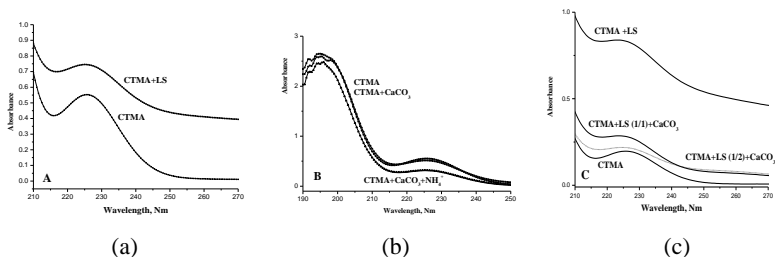 1.0
0.9
0.8
0.7
0.6
0.5
0.4
0.3
0.2
0.1
0.0
Absorbance
CTMA+LS
CTMA
A
210 220 230 240 250 260 270
Wavelength, Nm
(a)
3
2
1
0
Absorbance
CTMA
CTMA+CaCO₃
B
CTMA+CaCO₃+NH₄⁺
190 200 210 220 230 240 250
Wavelength, Nm
(b)
1.0
0.5
0.0
Absorbance
CTMA +LS
CTMA+LS (1/1)+CaCO₃
CTMA+LS (1/2)+CaCO₃
CTMA
C
210 220 230 240 250 260 270
Wavelength, Nm
(c)